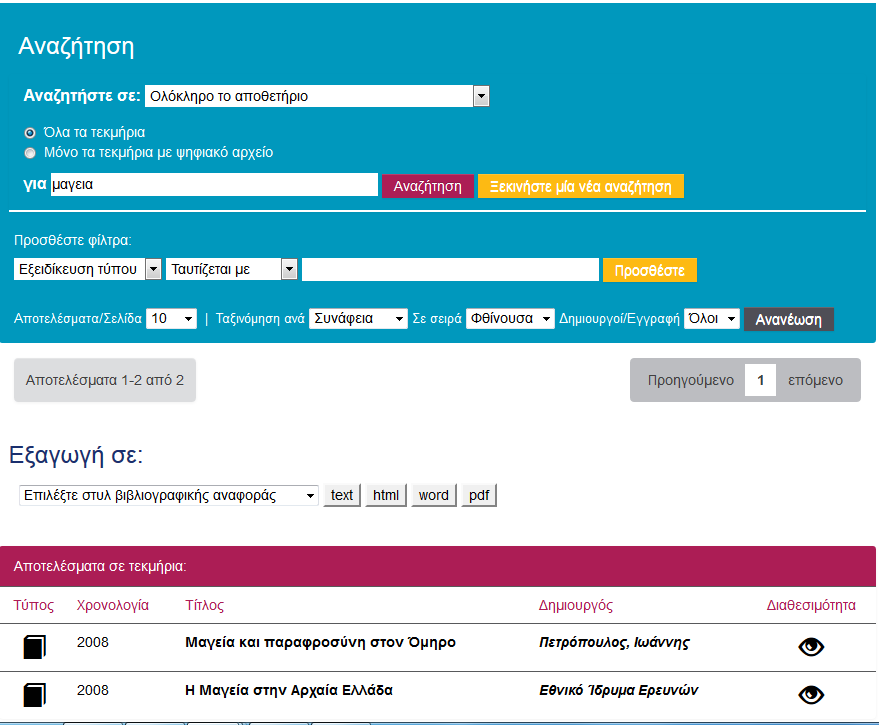 Αναζήτηση
Αναζητήστε σε: Ολόκληρο το αποθετήριο
Όλα τα τεκμήρια
Μόνο τα τεκμήρια με ψηφιακό αρχείο
για μαγεια Αναζήτηση Ξεκινήστε μία νέα αναζήτηση
Προσθέστε φίλτρα:
Εξειδίκευση τύπου Ταυτίζεται με Προσθέστε
Αποτελέσματα/Σελίδα 10 | Ταξινόμηση ανά Συνάφεια Σε σειρά Φθίνουσα Δημιουργοί/Εγγραφή Όλοι Ανανέωση
Αποτελέσματα 1-2 από 2 Προηγούμενο 1 επόμενο
Εξαγωγή σε:
Επιλέξτε στυλ βιβλιογραφικής αναφοράς text html word pdf
Αποτελέσματα σε τεκμήρια:
Τύπος Χρονολογία Τίτλος Δημιουργός Διαθεσιμότητα
2008 Μαγεία και παραφροσύνη στον Όμηρο Πετρόπουλος, Ιωάννης
2008 Η Μαγεία στην Αρχαία Ελλάδα Εθνικό Ίδρυμα Ερευνών